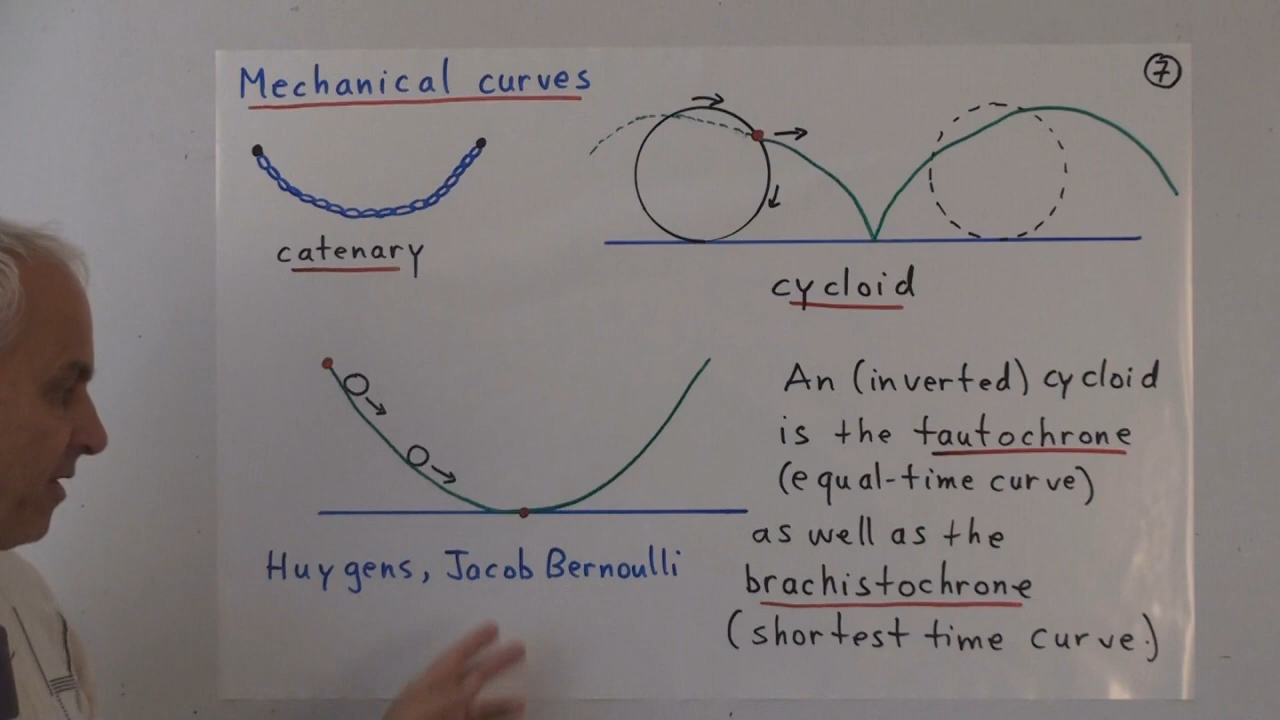 Mechanical curves
7
catenary
cycloid
An (inverted) cycloid
is the tautochrone
(equal-time curve)
as well as the
brachistochrone
(shortest time curve.)
Huygens, Jacob Bernoulli